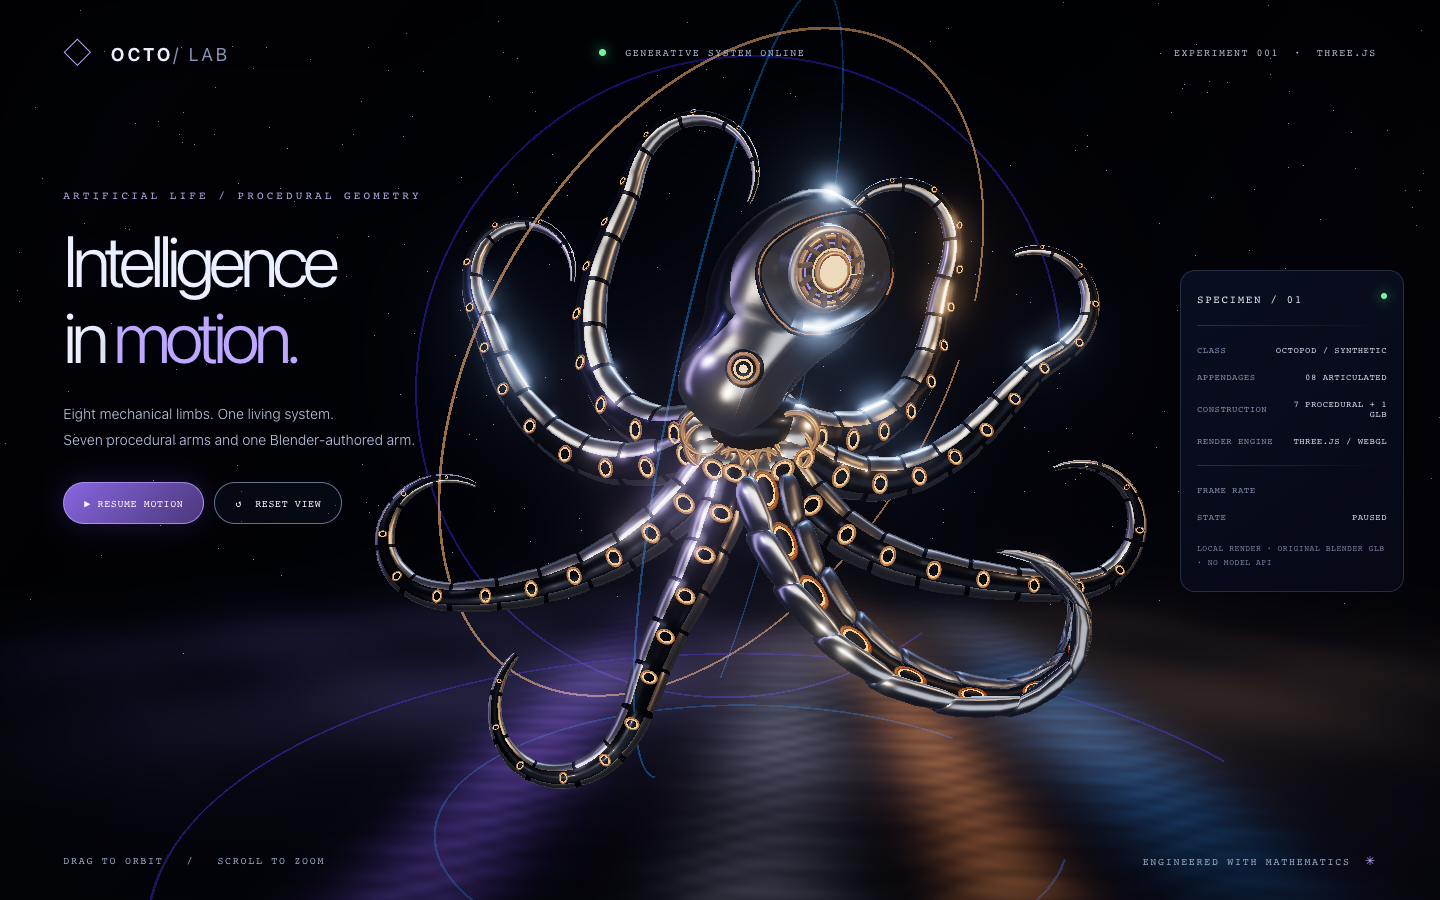 OCTO/ LAB
GENERATIVE SYSTEM ONLINE
EXPERIMENT 001 · THREE.JS
ARTIFICIAL LIFE / PROCEDURAL GEOMETRY
Intelligence
in motion.
Eight mechanical limbs. One living system.
Seven procedural arms and one Blender-authored arm.
▶ RESUME MOTION
↺ RESET VIEW
SPECIMEN / 01
CLASS OCTOPOD / SYNTHETIC
APPENDAGES 08 ARTICULATED
CONSTRUCTION 7 PROCEDURAL + 1
GLB
RENDER ENGINE THREE.JS / WEBGL
FRAME RATE
STATE PAUSED
LOCAL RENDER · ORIGINAL BLENDER GLB
· NO MODEL API
DRAG TO ORBIT / SCROLL TO ZOOM
ENGINEERED WITH MATHEMATICS ✳